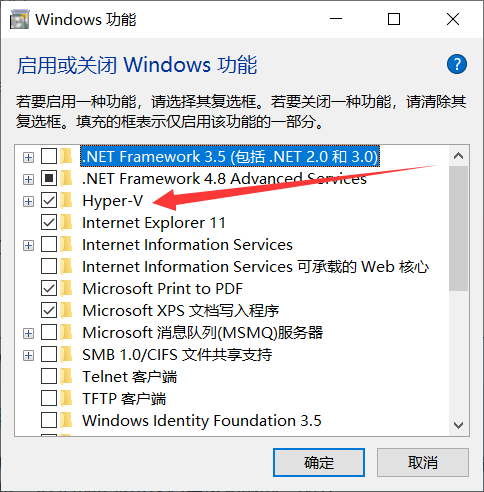 Windows 功能
启用或关闭 Windows 功能
?
若要启用一种功能，请选择其复选框。若要关闭一种功能，请清除其
复选框。填充的框表示仅启用该功能的一部分。
.NET Framework 3.5 (包括 .NET 2.0 和 3.0)
.NET Framework 4.8 Advanced Services
Hyper-V
Internet Explorer 11
Internet Information Services
Internet Information Services 可承载的 Web 核心
Microsoft Print to PDF
Microsoft XPS 文档写入程序
Microsoft 消息队列(MSMQ)服务器
SMB 1.0/CIFS 文件共享支持
Telnet 客户端
TFTP 客户端
Windows Identity Foundation 3.5
确定
取消